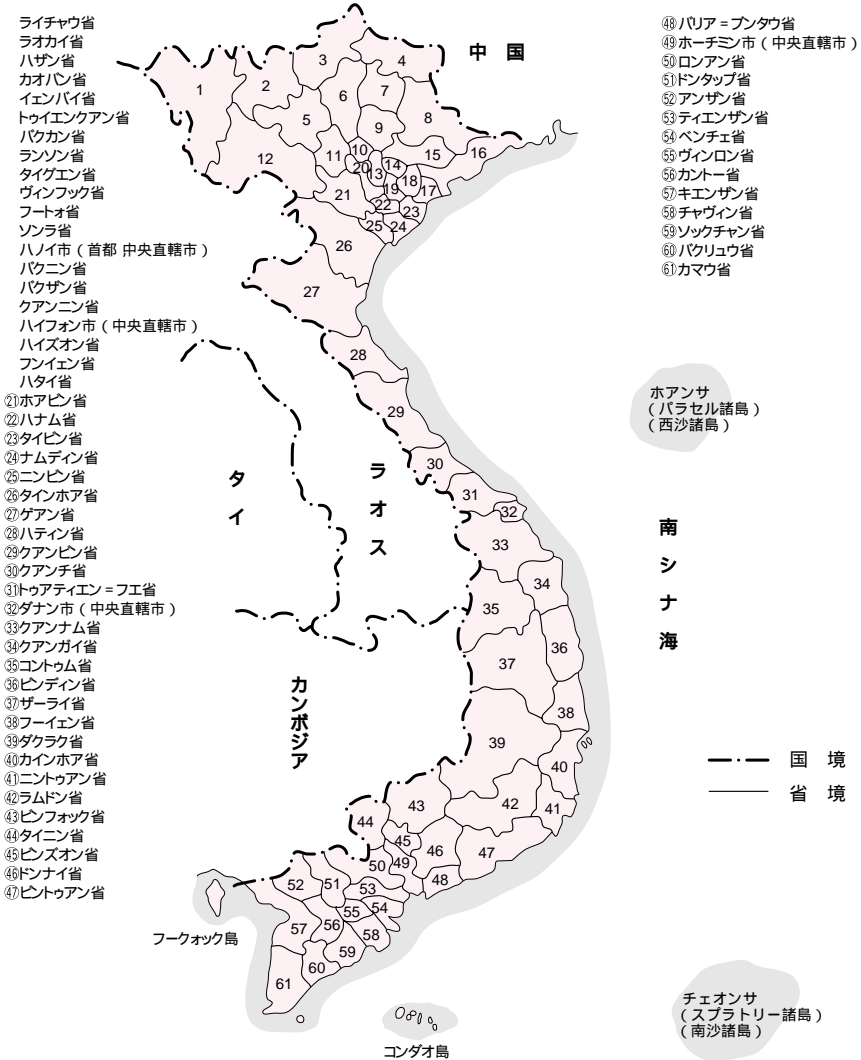 ライチャウ省
ラオカイ省
ハザン省
カオバン省
イェンバイ省
トゥイエンクアン省
バクカン省
ランソン省
タイグエン省
ヴィンフック省
フートォ省
ソンラ省
ハノイ市（首都 中央直轄市）
バクニン省
バクザン省
クアンニン省
ハイフォン市（中央直轄市）
ハイズオン省
フンイェン省
ハタイ省
㉑ホアビン省
㉒ハナム省
㉓タイビン省
㉔ナムディン省
㉕ニンビン省
㉖タインホア省
㉗ゲアン省
㉘ハティン省
㉙クアンビン省
㉚クアンチ省
㉛トゥアティエン＝フエ省
㉜ダナン市（中央直轄市）
㉝クアンナム省
㉞クアンガイ省
㉟コントゥム省
㊱ビンディン省
㊲ザーライ省
㊳フーイェン省
㊴ダクラク省
㊵カインホア省
㊶ニントゥアン省
㊷ラムドン省
㊸ビンフォック省
㊹タイニン省
㊺ビンズオン省
㊻ドンナイ省
㊼ビントゥアン省
㊽バリア＝ブンタウ省
㊾ホーチミン市（中央直轄市）
㊿ロンアン省
51ドンタップ省
52アンザン省
53ティエンザン省
54ベンチェ省
55ヴィンロン省
56カントー省
57キエンザン省
58チャヴィン省
59ソックチャン省
60バクリュウ省
61カマウ省
中国
1
2
3
4
5
6
7
8
9
10
11
12
13
14
15
16
17
18
19
20
21
22
23
24
25
26
27
28
29
30
31
32
33
34
35
36
37
38
39
40
41
42
43
44
45
46
47
48
49
50
51
52
53
54
55
56
57
58
59
60
61
タイ
ラオス
カンボジア
南シナ海
ホアンサ
（パラセル諸島）
（西沙諸島）
国境
省境
フークォック島
コンダオ島
チェオンサ
（スプラトリー諸島）
（南沙諸島）